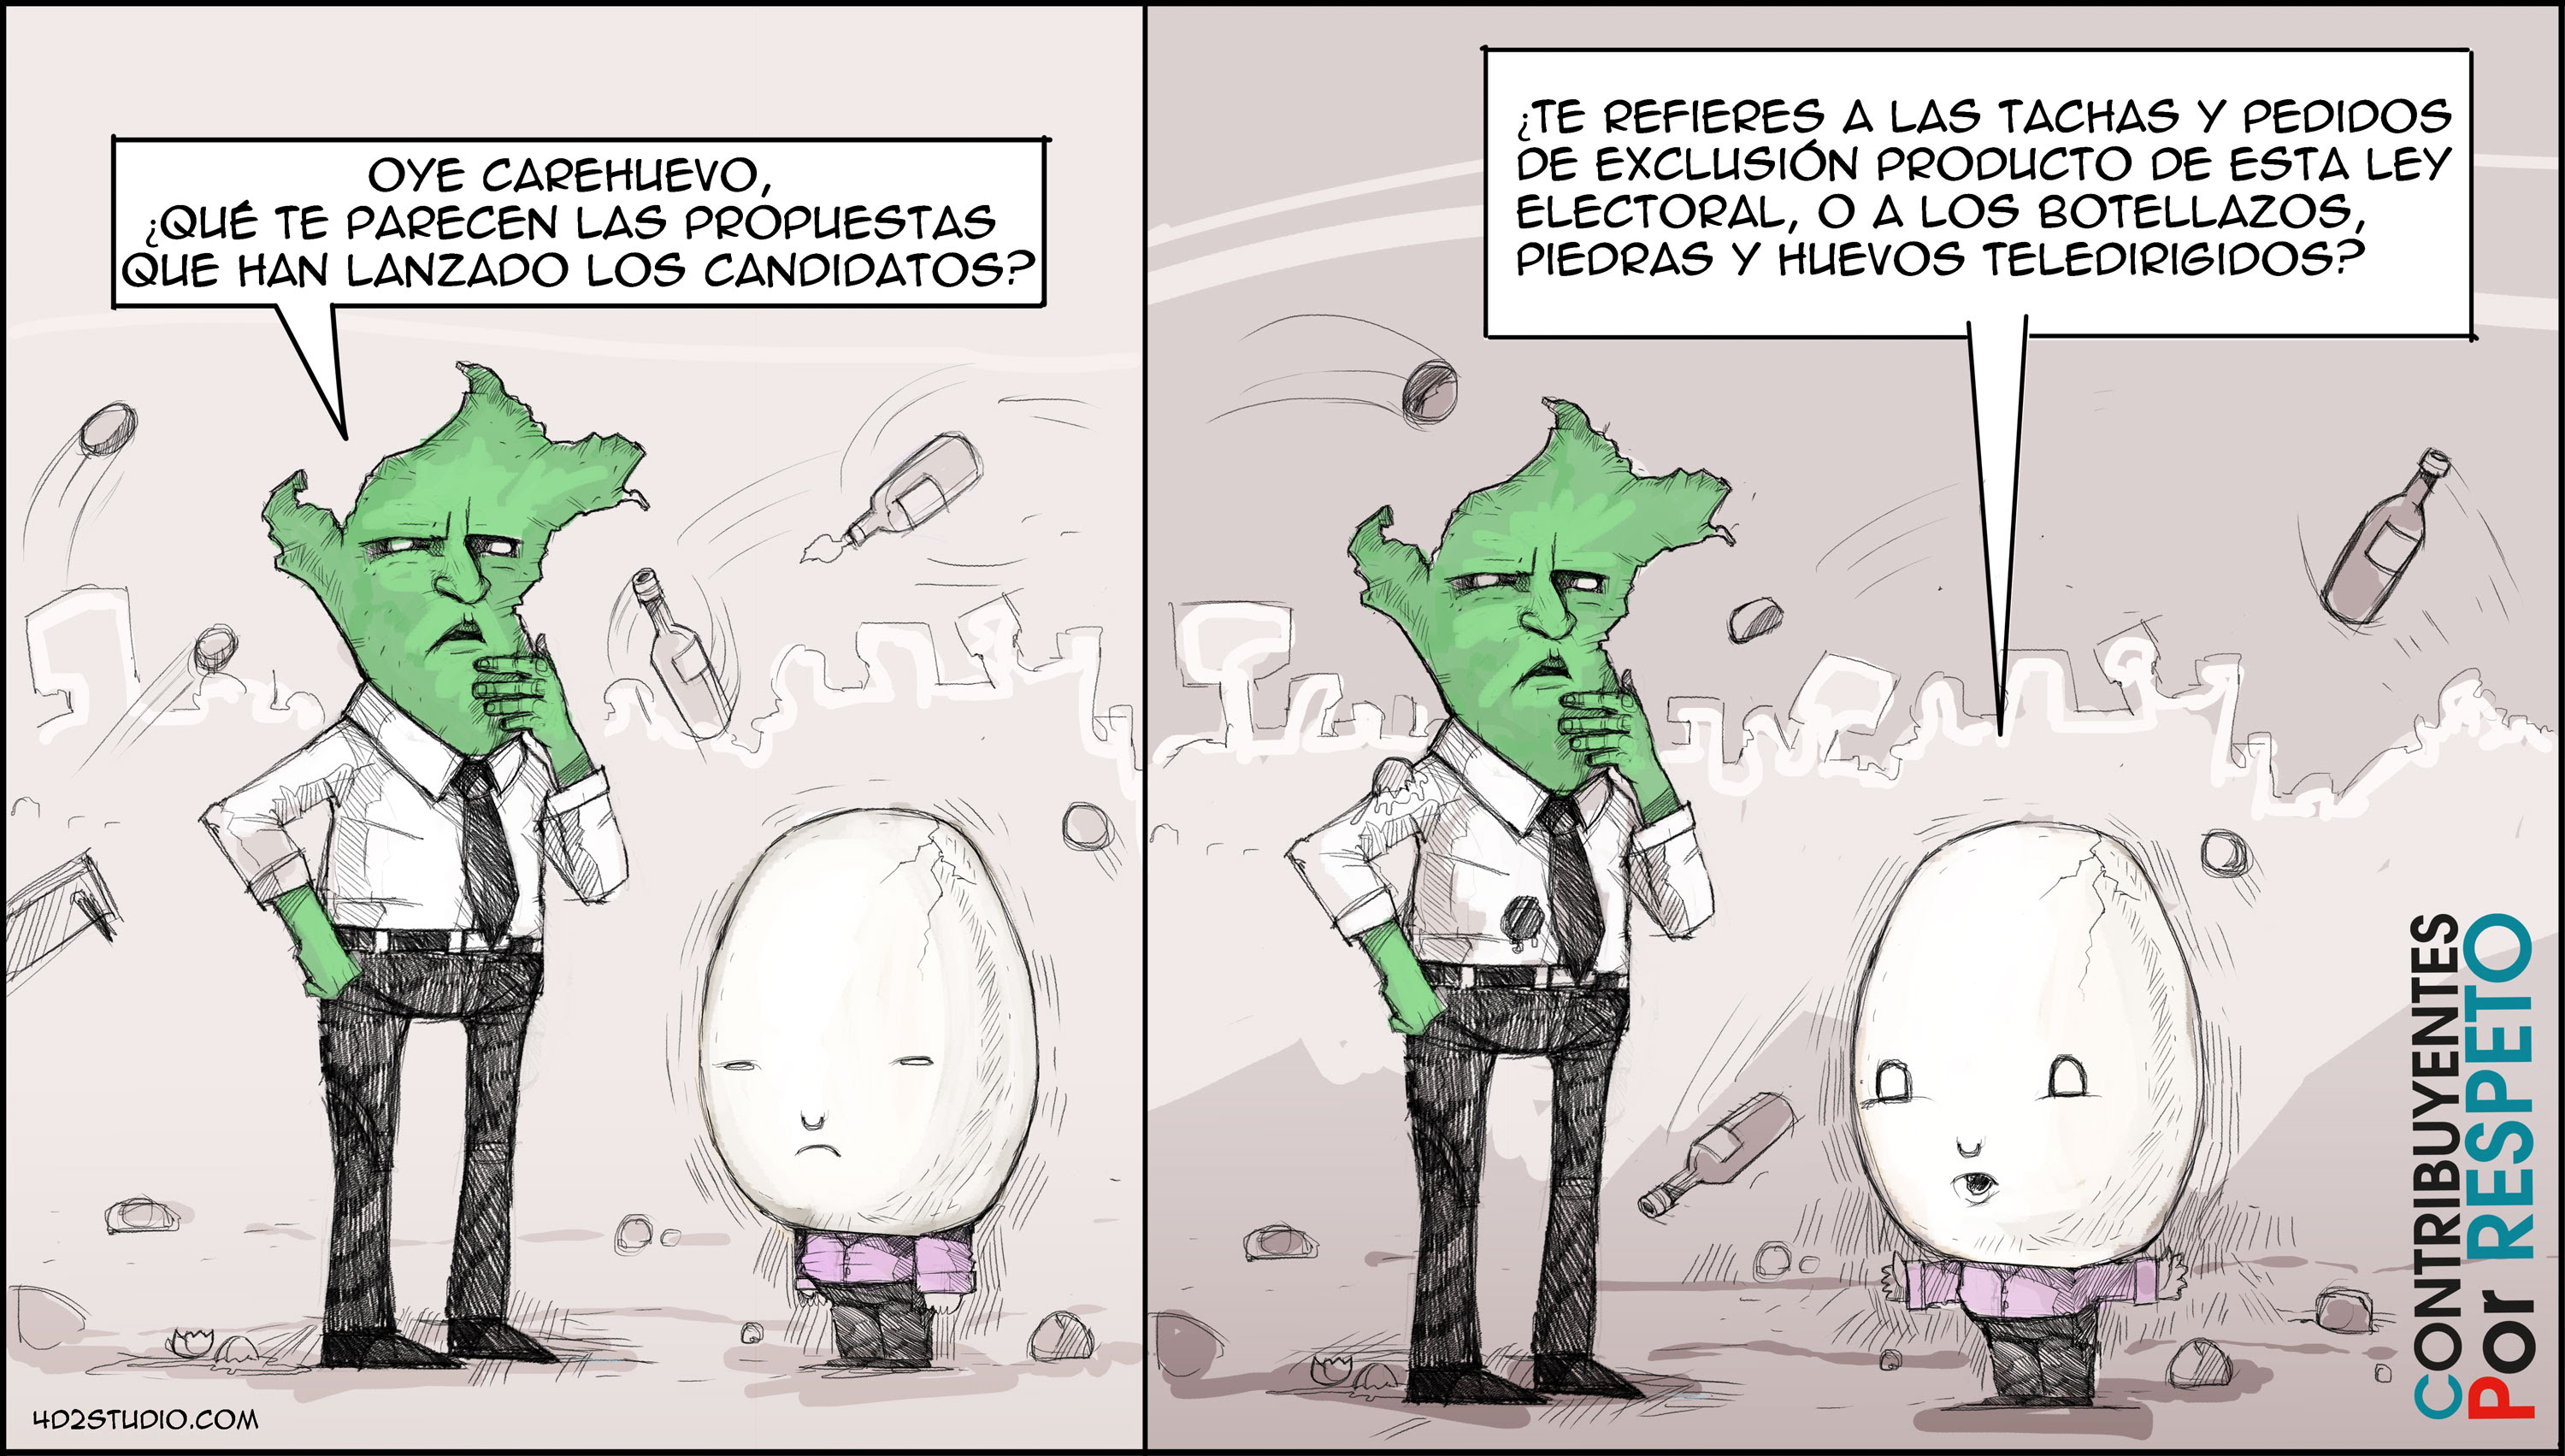 OYE CAREHUEVO,
¿QUÉ TE PARECEN LAS PROPUESTAS
QUE HAN LANZADO LOS CANDIDATOS?
¿TE REFIERES A LAS TACHAS Y PEDIDOS
DE EXCLUSIÓN PRODUCTO DE ESTA LEY
ELECTORAL, O A LOS BOTELLAZOS,
PIEDRAS Y HUEVOS TELEDIRIGIDOS?
4D2STUDIO.COM
CONTRIBUYENTES
Por RESPETO